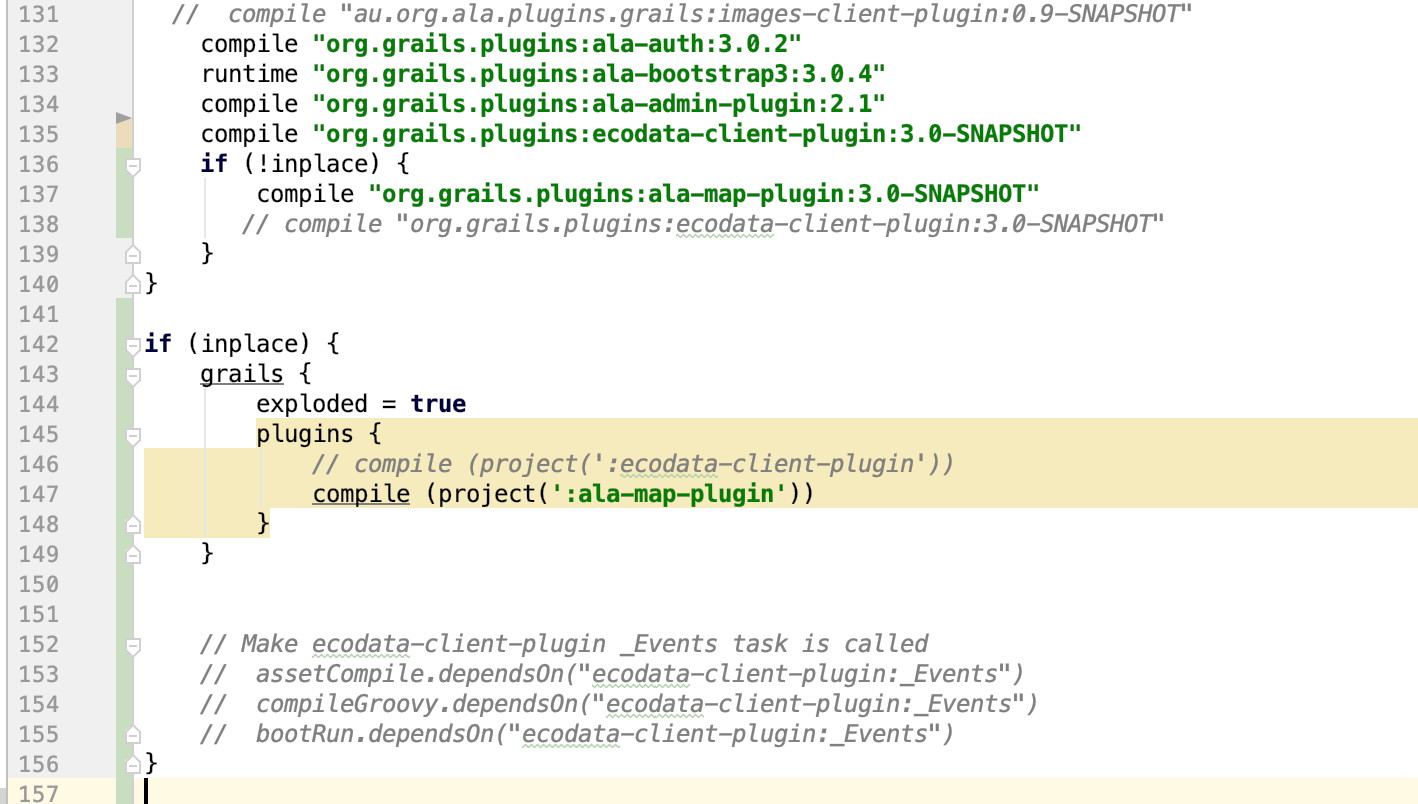 131   //  compile "au.org.ala.plugins.grails:images-client-plugin:0.9-SNAPSHOT"
132     compile "org.grails.plugins:ala-auth:3.0.2"
133     runtime "org.grails.plugins:ala-bootstrap3:3.0.4"
134     compile "org.grails.plugins:ala-admin-plugin:2.1"
135     compile "org.grails.plugins:ecodata-client-plugin:3.0-SNAPSHOT"
136     if (!inplace) {
137         compile "org.grails.plugins:ala-map-plugin:3.0-SNAPSHOT"
138        // compile "org.grails.plugins:ecodata-client-plugin:3.0-SNAPSHOT"
139     }
140 }
141
142 if (inplace) {
143     grails {
144         exploded = true
145         plugins {
146             // compile (project(':ecodata-client-plugin'))
147             compile (project(':ala-map-plugin'))
148         }
149     }
150
151
152     // Make ecodata-client-plugin _Events task is called
153     //  assetCompile.dependsOn("ecodata-client-plugin:_Events")
154     //  compileGroovy.dependsOn("ecodata-client-plugin:_Events")
155     //  bootRun.dependsOn("ecodata-client-plugin:_Events")
156 }
157